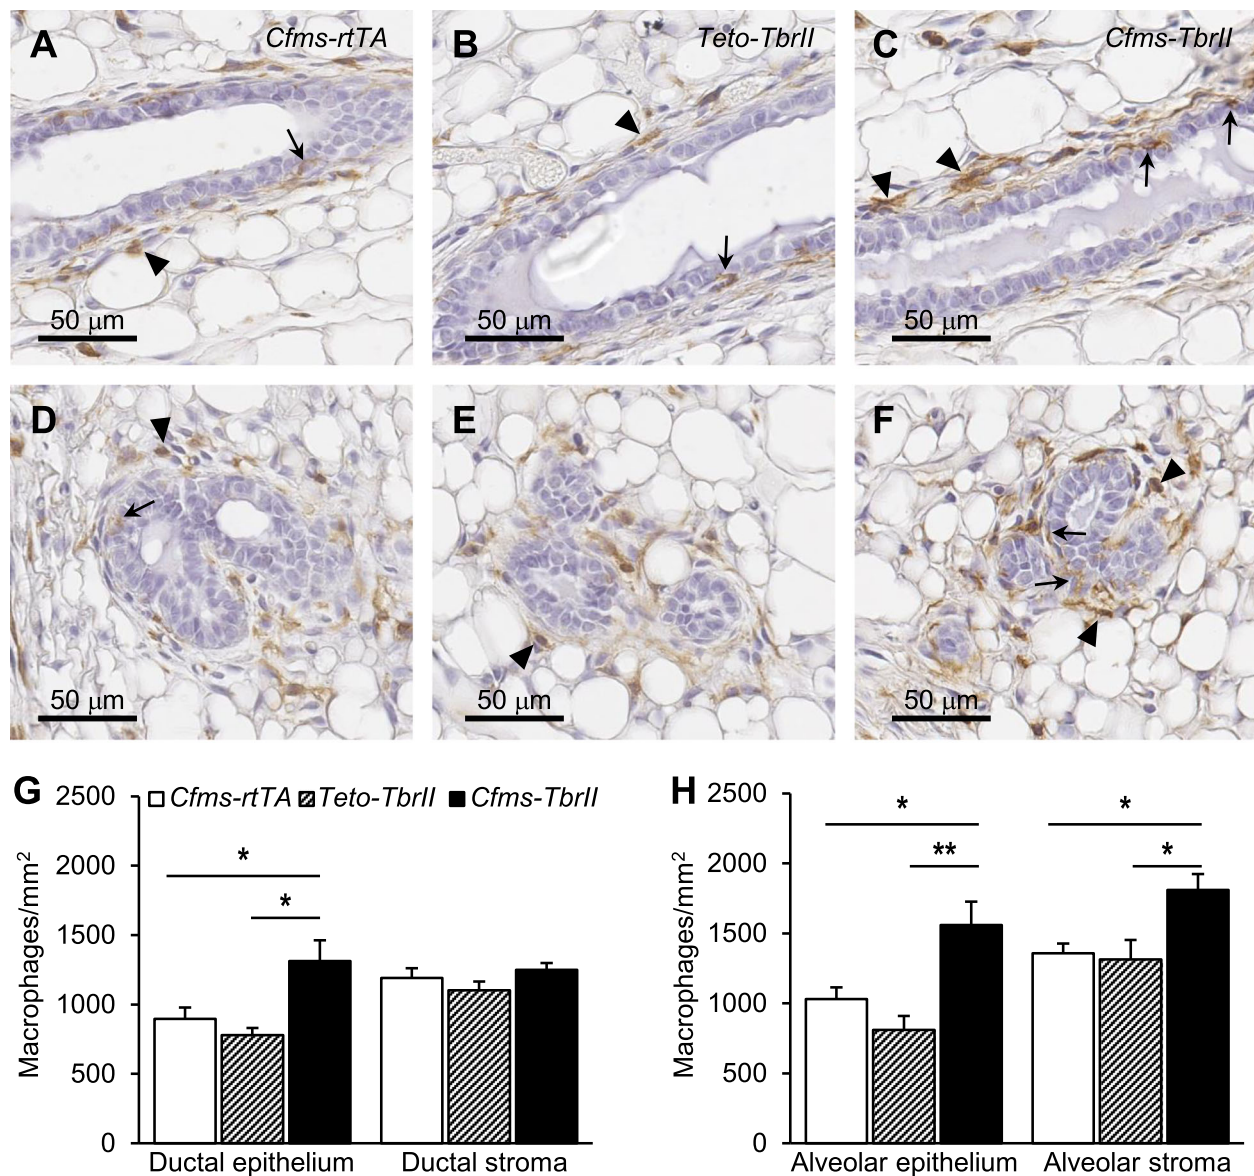 A Cfms-rtTA
B Teto-TbrII
C Cfms-TbrII
50 μm
50 μm
50 μm
D
E
F
50 μm
50 μm
50 μm
G
Cfms-rtTA Teto-TbrII Cfms-TbrII
Macrophages/mm²
2500
2000
1500
1000
500
0
*
*
Ductal epithelium Ductal stroma
H
Macrophages/mm²
2500
2000
1500
1000
500
0
* *
** *
Alveolar epithelium Alveolar stroma